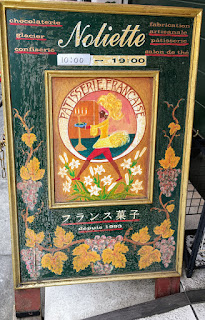 chocolaterie
glacier
confiserie
Noliette
fabrication
artisanale
pâtisserie
salon de thé
10:00 — 19:00
PÂTISSERIE FRANÇAISE
フランス菓子
depuis 1993